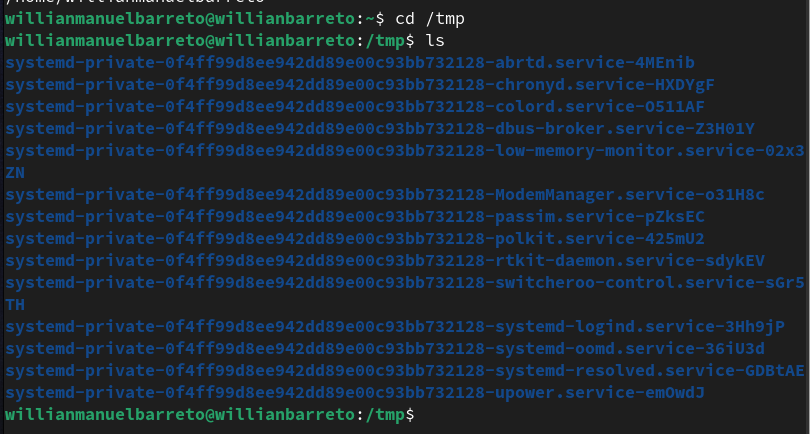 /home/willianmanuelbarreto
willianmanuelbarreto@willianbarreto:~$ cd /tmp
willianmanuelbarreto@willianbarreto:/tmp$ ls
systemd-private-0f4ff99d8ee942dd89e00c93bb732128-abrtd.service-4MEnib
systemd-private-0f4ff99d8ee942dd89e00c93bb732128-chronyd.service-HXDYgF
systemd-private-0f4ff99d8ee942dd89e00c93bb732128-colord.service-O511AF
systemd-private-0f4ff99d8ee942dd89e00c93bb732128-dbus-broker.service-Z3H01Y
systemd-private-0f4ff99d8ee942dd89e00c93bb732128-low-memory-monitor.service-02x3
ZN
systemd-private-0f4ff99d8ee942dd89e00c93bb732128-ModemManager.service-o31H8c
systemd-private-0f4ff99d8ee942dd89e00c93bb732128-passim.service-pZksEC
systemd-private-0f4ff99d8ee942dd89e00c93bb732128-polkit.service-425mU2
systemd-private-0f4ff99d8ee942dd89e00c93bb732128-rtkit-daemon.service-sdykEV
systemd-private-0f4ff99d8ee942dd89e00c93bb732128-switcheroo-control.service-sGr5
TH
systemd-private-0f4ff99d8ee942dd89e00c93bb732128-systemd-logind.service-3Hh9jP
systemd-private-0f4ff99d8ee942dd89e00c93bb732128-systemd-oomd.service-36iU3d
systemd-private-0f4ff99d8ee942dd89e00c93bb732128-systemd-resolved.service-GDBtAE
systemd-private-0f4ff99d8ee942dd89e00c93bb732128-upower.service-emOwdJ
willianmanuelbarreto@willianbarreto:/tmp$